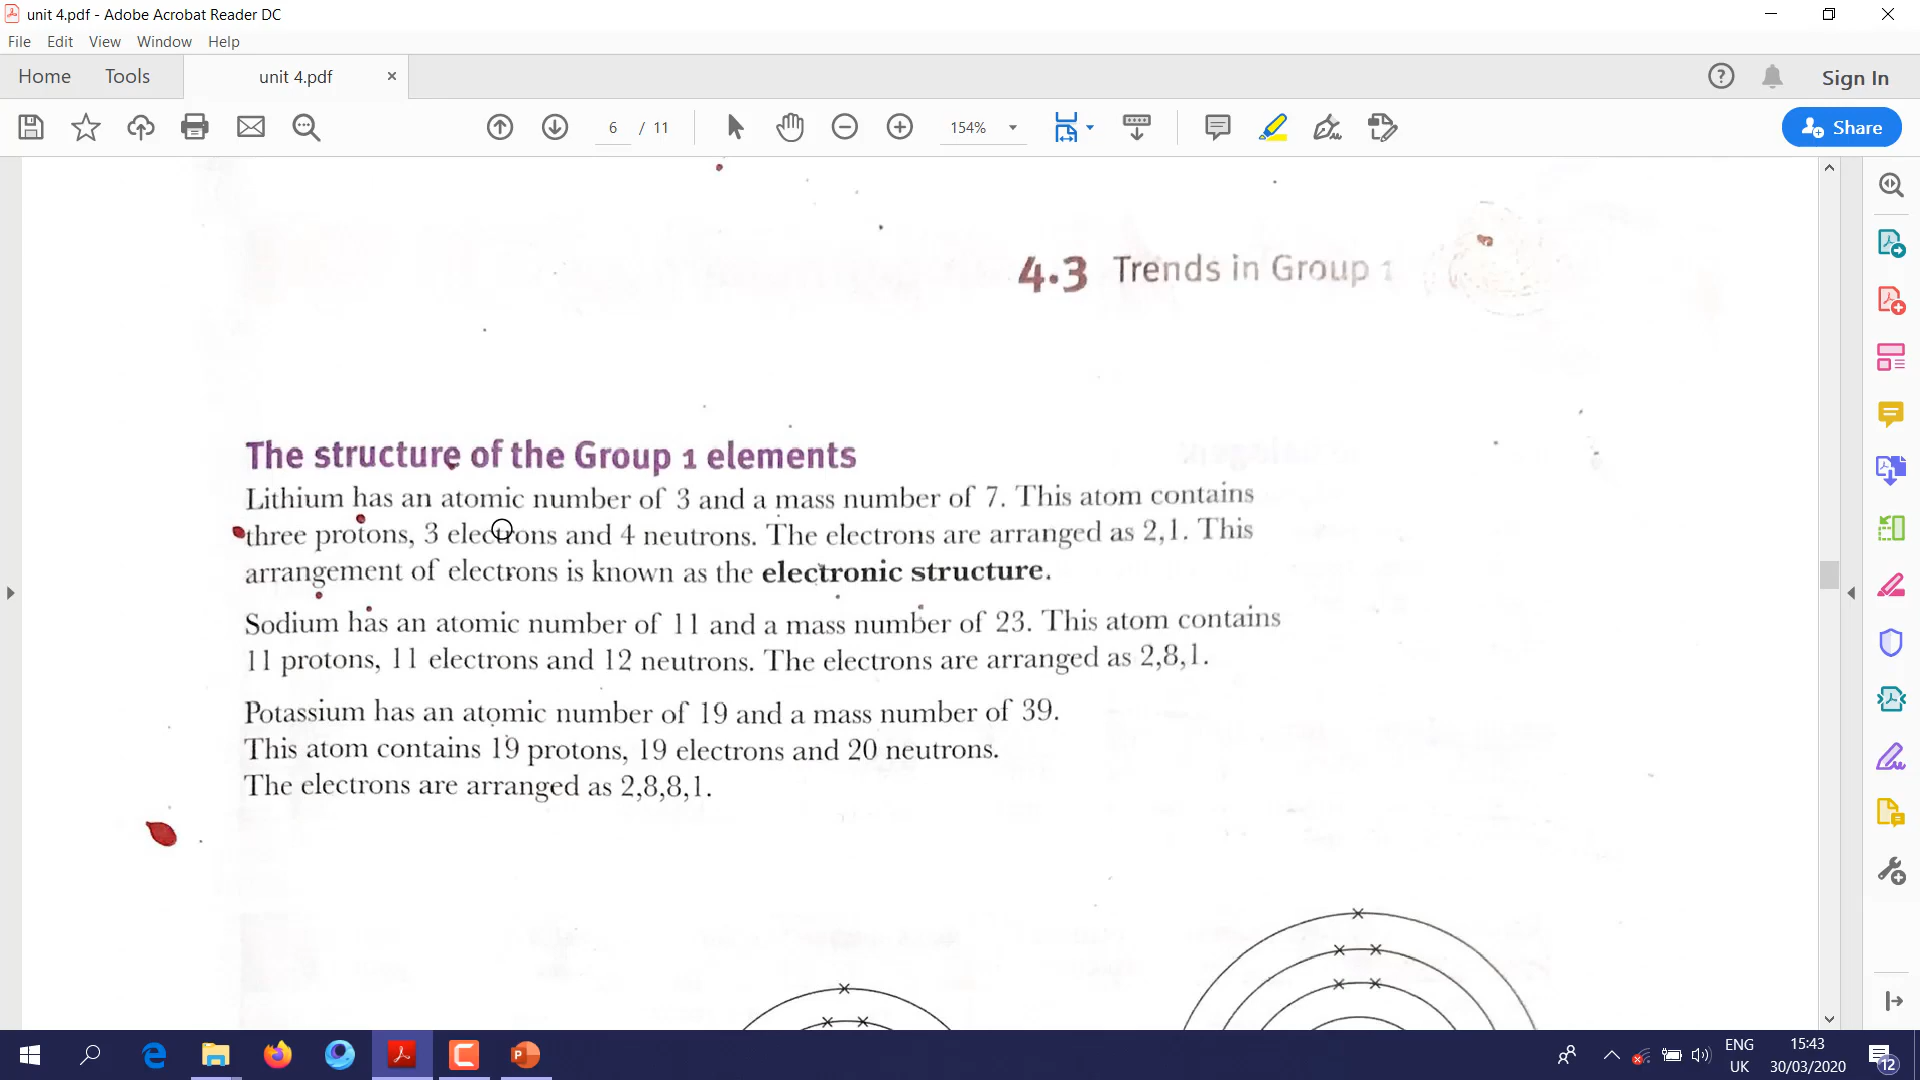 unit 4.pdf - Adobe Acrobat Reader DC
File Edit View Window Help
Home Tools unit 4.pdf × Sign In
6 / 11 154% Share
4.3 Trends in Group 1
The structure of the Group 1 elements
Lithium has an atomic number of 3 and a mass number of 7. This atom contains
three protons, 3 electrons and 4 neutrons. The electrons are arranged as 2,1. This
arrangement of electrons is known as the electronic structure.
Sodium has an atomic number of 11 and a mass number of 23. This atom contains
11 protons, 11 electrons and 12 neutrons. The electrons are arranged as 2,8,1.
Potassium has an atomic number of 19 and a mass number of 39.
This atom contains 19 protons, 19 electrons and 20 neutrons.
The electrons are arranged as 2,8,8,1.
ENG 15:43
UK 30/03/2020 12